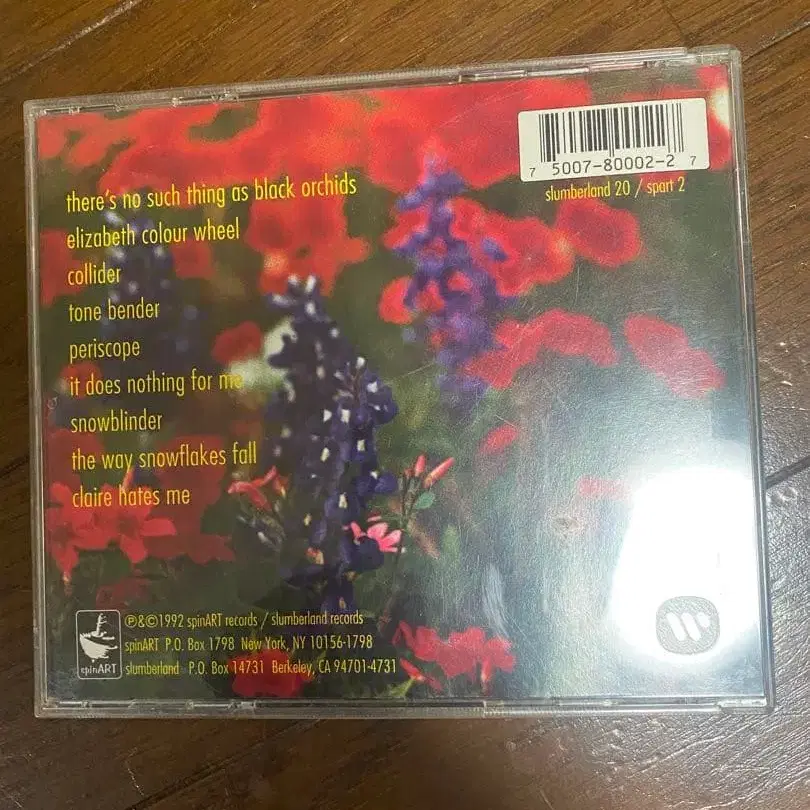 7 5007-80002-2 7
slumberland 20 / spart 2
there's no such thing as black orchids
elizabeth colour wheel
collider
tone bender
periscope
it does nothing for me
snowblinder
the way snowflakes fall
claire hates me
℗&©1992 spinART records / slumberland records
spinART P.O. Box 1798 New York, NY 10156-1798
slumberland P.O. Box 14731 Berkeley, CA 94701-4731
spinART